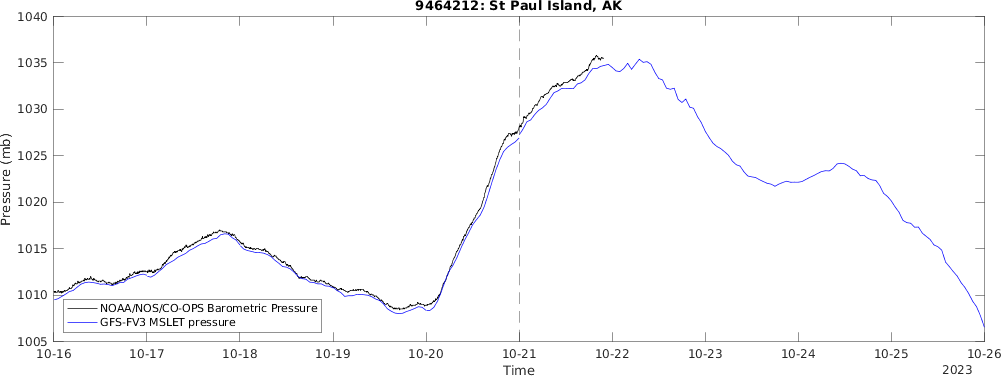 9464212: St Paul Island, AK
1040
1035
1030
1025
1020
1015
1010
1005
Pressure (mb)
NOAA/NOS/CO-OPS Barometric Pressure
GFS-FV3 MSLET pressure
10-16 10-17 10-18 10-19 10-20 10-21 10-22 10-23 10-24 10-25 10-26
Time
2023